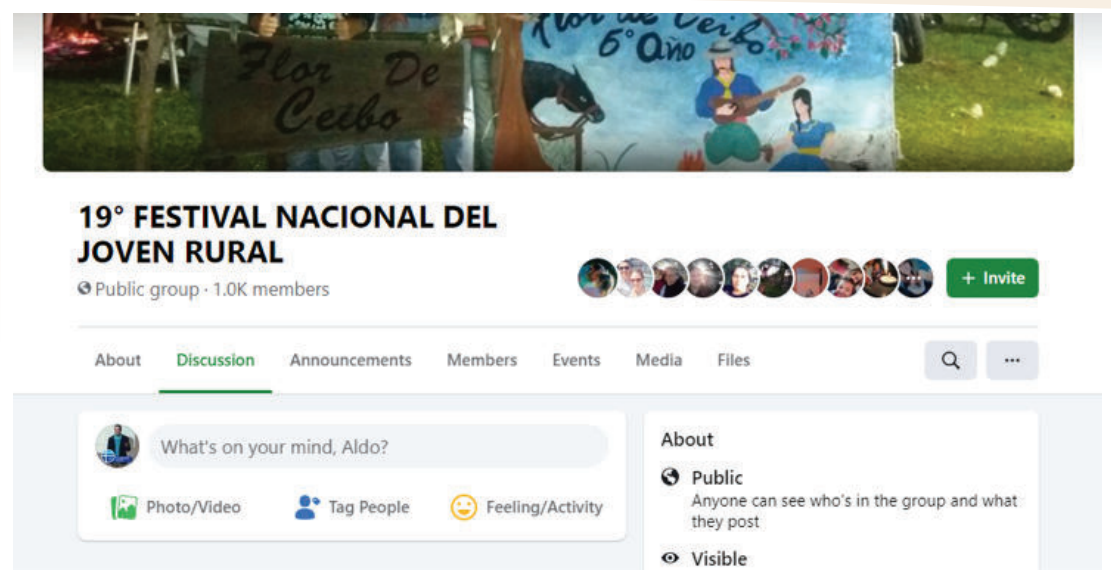 Flor De
Ceibo
Flor de Ceibo
6° Año
19° FESTIVAL NACIONAL DEL
JOVEN RURAL
Public group · 1.0K members
+ Invite
About Discussion Announcements Members Events Media Files
What's on your mind, Aldo?
Photo/Video Tag People Feeling/Activity
About
Public
Anyone can see who's in the group and what
they post
Visible